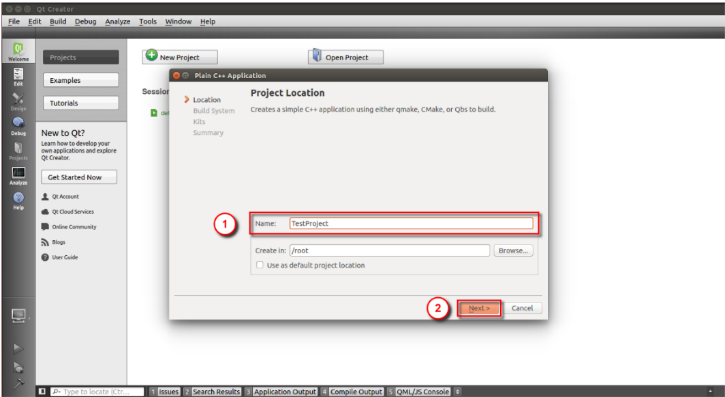 Qt Creator
File Edit Build Debug Analyze Tools Window Help
Welcome
Edit
Design
Debug
Projects
Analyze
Help
Projects
Examples
Tutorials
New to Qt?
Learn how to develop your
own applications and explore
Qt Creator.
Get Started Now
Qt Account
Qt Cloud Services
Online Community
Blogs
User Guide
New Project
Open Project
Session
def
Plain C++ Application
Location
Build System
Kits
Summary
Project Location
Creates a simple C++ application using either qmake, CMake, or Qbs to build.
1
Name: TestProject
Create in: /root Browse...
Use as default project location
2
Next > Cancel
Type to locate (Ctr...
1 Issues 2 Search Results 3 Application Output 4 Compile Output 5 QML/JS Console